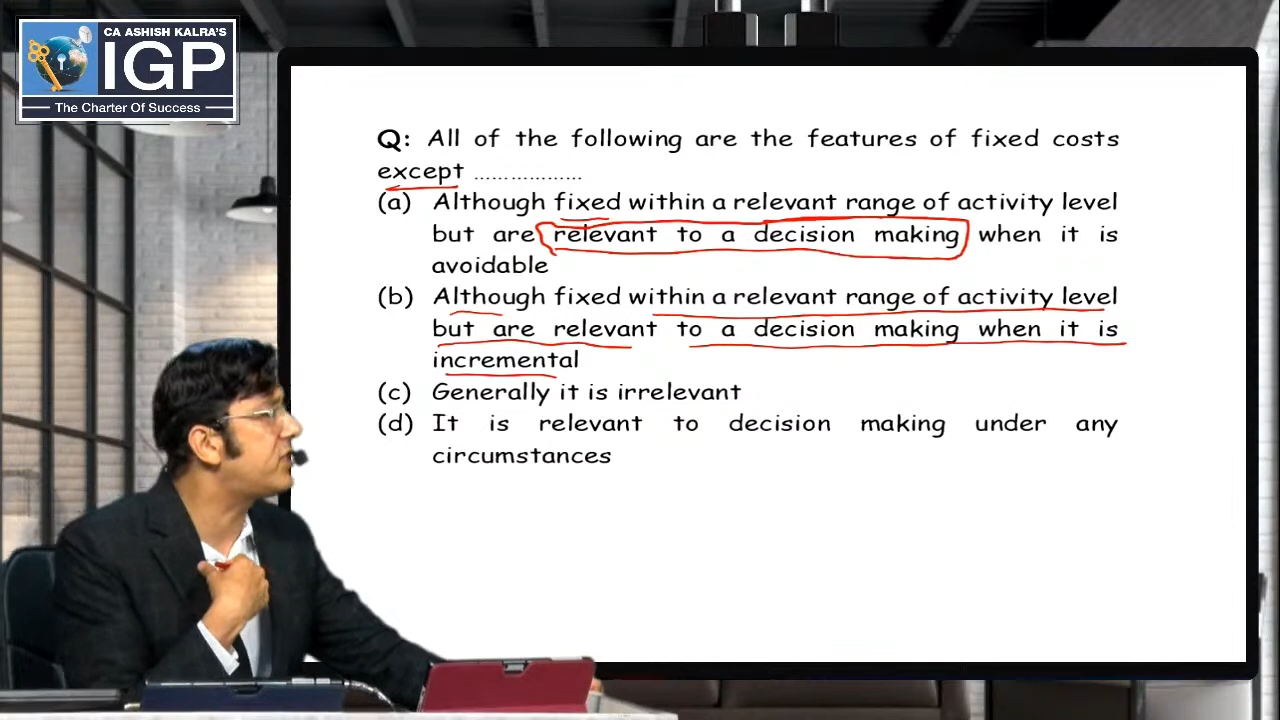 CA ASHISH KALRA'S
IGP
The Charter Of Success
Q: All of the following are the features of fixed costs
except ..................
(a) Although fixed within a relevant range of activity level
but are relevant to a decision making when it is
avoidable
(b) Although fixed within a relevant range of activity level
but are relevant to a decision making when it is
incremental
(c) Generally it is irrelevant
(d) It is relevant to decision making under any
circumstances